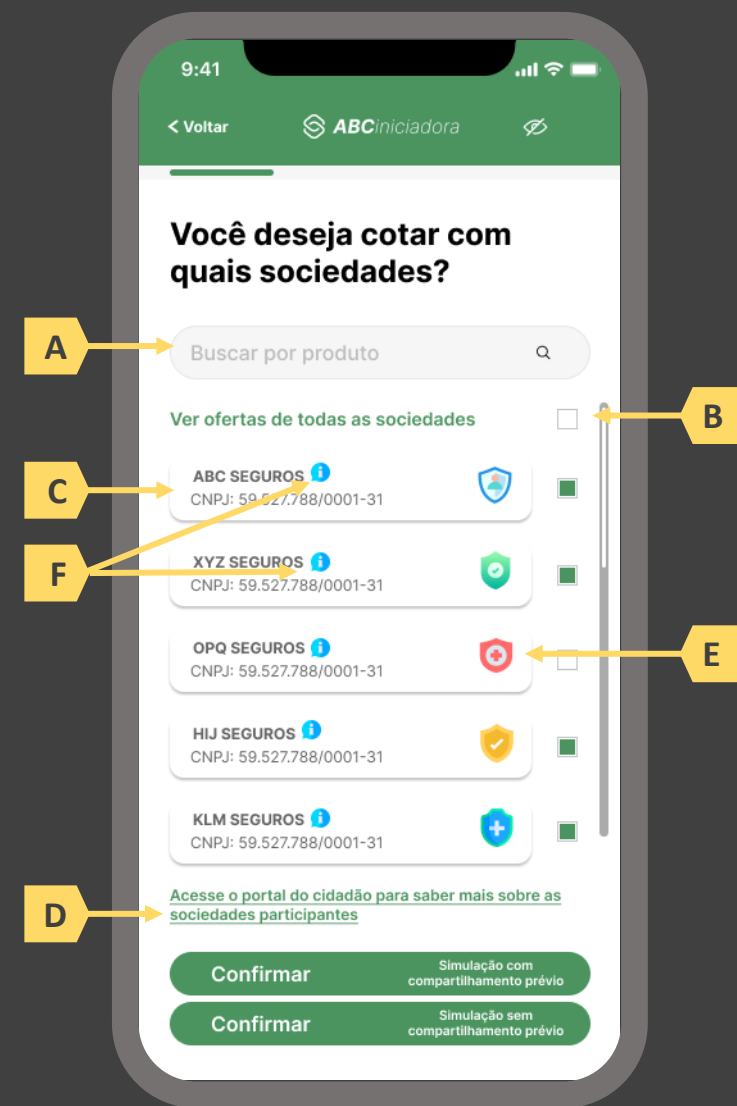 9:41
Voltar
ABCiniciadora
Você deseja cotar com
quais sociedades?
A
Buscar por produto
Ver ofertas de todas as sociedades
B
C
ABC SEGUROS
CNPJ: 59.527.788/0001-31
F
XYZ SEGUROS
CNPJ: 59.527.788/0001-31
OPQ SEGUROS
CNPJ: 59.527.788/0001-31
E
HIJ SEGUROS
CNPJ: 59.527.788/0001-31
KLM SEGUROS
CNPJ: 59.527.788/0001-31
D
Acesse o portal do cidadão para saber mais sobre as
sociedades participantes
Confirmar
Simulação com
compartilhamento prévio
Confirmar
Simulação sem
compartilhamento prévio